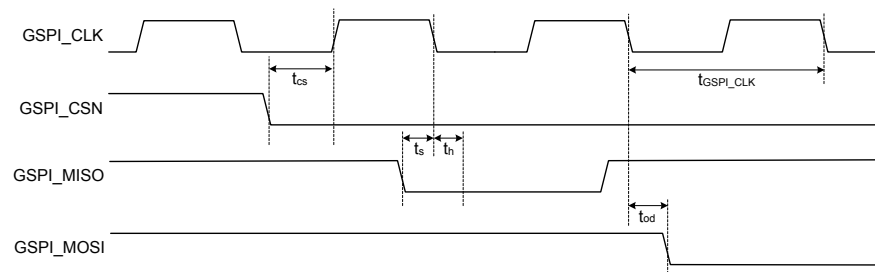 GSPI_CLK
tcs
tGSPI_CLK
GSPI_CSN
ts
th
GSPI_MISO
tod
GSPI_MOSI